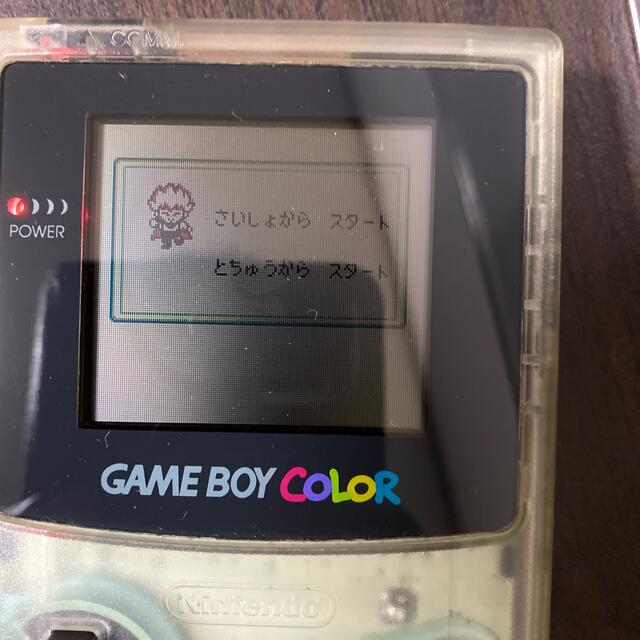 COMM.
さいしょから スタート
とちゅうから スタート
POWER
GAME BOY COLOR
Nintendo